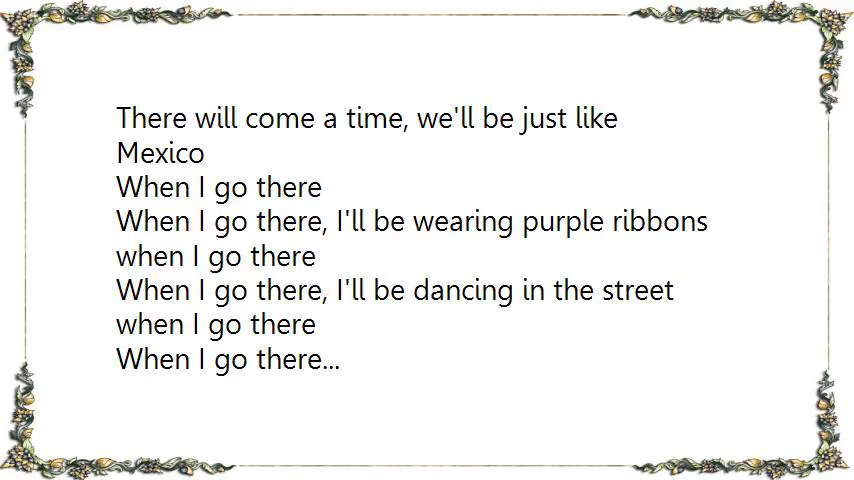 There will come a time, we'll be just like
Mexico
When I go there
When I go there, I'll be wearing purple ribbons
when I go there
When I go there, I'll be dancing in the street
when I go there
When I go there...